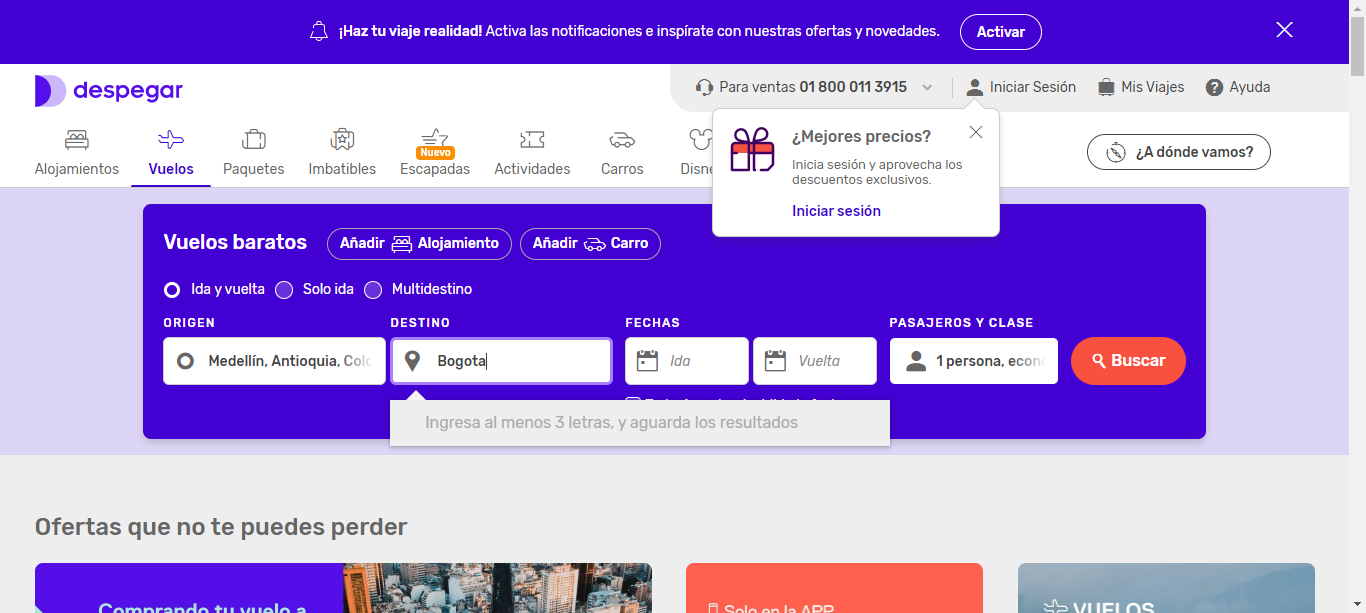 ¡Haz tu viaje realidad! Activa las notificaciones e inspírate con nuestras ofertas y novedades. Activar
despegar
Para ventas 01 800 011 3915 Iniciar Sesión Mis Viajes Ayuda
Alojamientos Vuelos Paquetes Imbatibles Nuevo Escapadas Actividades Carros Disne
¿A dónde vamos?
¿Mejores precios?
Inicia sesión y aprovecha los
descuentos exclusivos.
Iniciar sesión
Vuelos baratos Añadir Alojamiento Añadir Carro
Ida y vuelta Solo ida Multidestino
ORIGEN DESTINO FECHAS PASAJEROS Y CLASE
Medellín, Antioquia, Colo Bogota Ida Vuelta 1 persona, econ Buscar
Ingresa al menos 3 letras, y aguarda los resultados
Ofertas que no te puedes perder
Comprando tu vuelo a
Solo en la APP
VUELOS